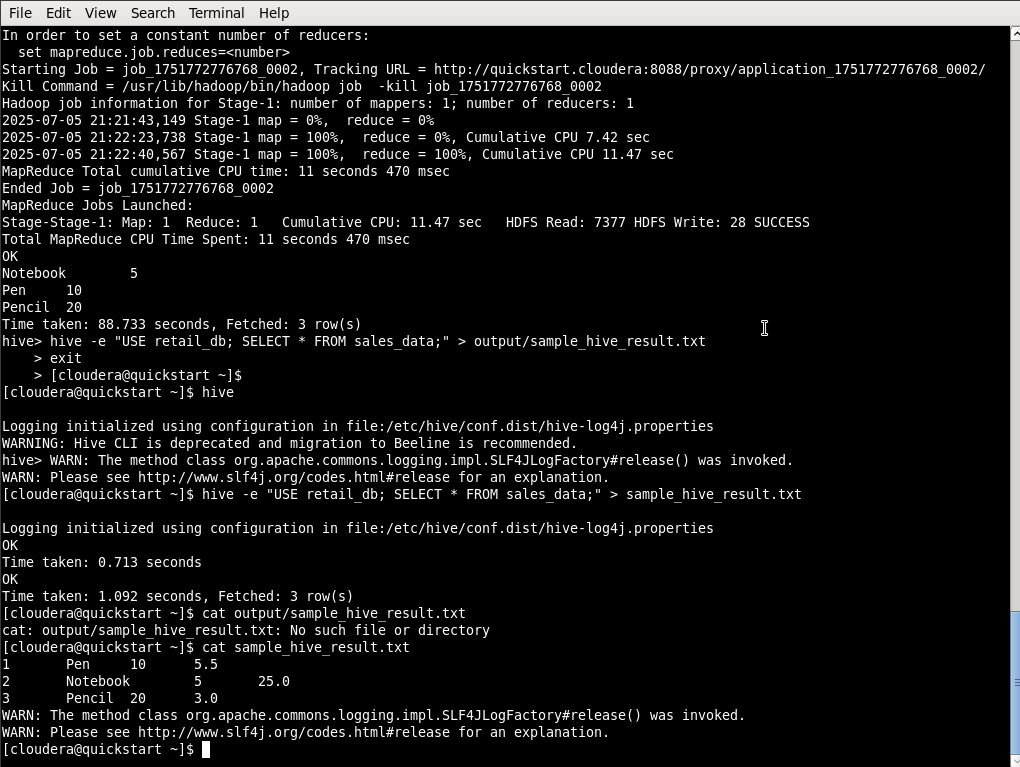 File Edit View Search Terminal Help
In order to set a constant number of reducers:
  set mapreduce.job.reduces=<number>
Starting Job = job_1751772776768_0002, Tracking URL = http://quickstart.cloudera:8088/proxy/application_1751772776768_0002/
Kill Command = /usr/lib/hadoop/bin/hadoop job  -kill job_1751772776768_0002
Hadoop job information for Stage-1: number of mappers: 1; number of reducers: 1
2025-07-05 21:21:43,149 Stage-1 map = 0%,  reduce = 0%
2025-07-05 21:22:23,738 Stage-1 map = 100%,  reduce = 0%, Cumulative CPU 7.42 sec
2025-07-05 21:22:40,567 Stage-1 map = 100%,  reduce = 100%, Cumulative CPU 11.47 sec
MapReduce Total cumulative CPU time: 11 seconds 470 msec
Ended Job = job_1751772776768_0002
MapReduce Jobs Launched:
Stage-Stage-1: Map: 1  Reduce: 1   Cumulative CPU: 11.47 sec   HDFS Read: 7377 HDFS Write: 28 SUCCESS
Total MapReduce CPU Time Spent: 11 seconds 470 msec
OK
Notebook        5
Pen     10
Pencil  20
Time taken: 88.733 seconds, Fetched: 3 row(s)
hive> hive -e "USE retail_db; SELECT * FROM sales_data;" > output/sample_hive_result.txt
    > exit
    > [cloudera@quickstart ~]$
[cloudera@quickstart ~]$ hive
Logging initialized using configuration in file:/etc/hive/conf.dist/hive-log4j.properties
WARNING: Hive CLI is deprecated and migration to Beeline is recommended.
hive> WARN: The method class org.apache.commons.logging.impl.SLF4JLogFactory#release() was invoked.
WARN: Please see http://www.slf4j.org/codes.html#release for an explanation.
[cloudera@quickstart ~]$ hive -e "USE retail_db; SELECT * FROM sales_data;" > sample_hive_result.txt
Logging initialized using configuration in file:/etc/hive/conf.dist/hive-log4j.properties
OK
Time taken: 0.713 seconds
OK
Time taken: 1.092 seconds, Fetched: 3 row(s)
[cloudera@quickstart ~]$ cat output/sample_hive_result.txt
cat: output/sample_hive_result.txt: No such file or directory
[cloudera@quickstart ~]$ cat sample_hive_result.txt
1       Pen     10      5.5
2       Notebook        5       25.0
3       Pencil  20      3.0
WARN: The method class org.apache.commons.logging.impl.SLF4JLogFactory#release() was invoked.
WARN: Please see http://www.slf4j.org/codes.html#release for an explanation.
[cloudera@quickstart ~]$